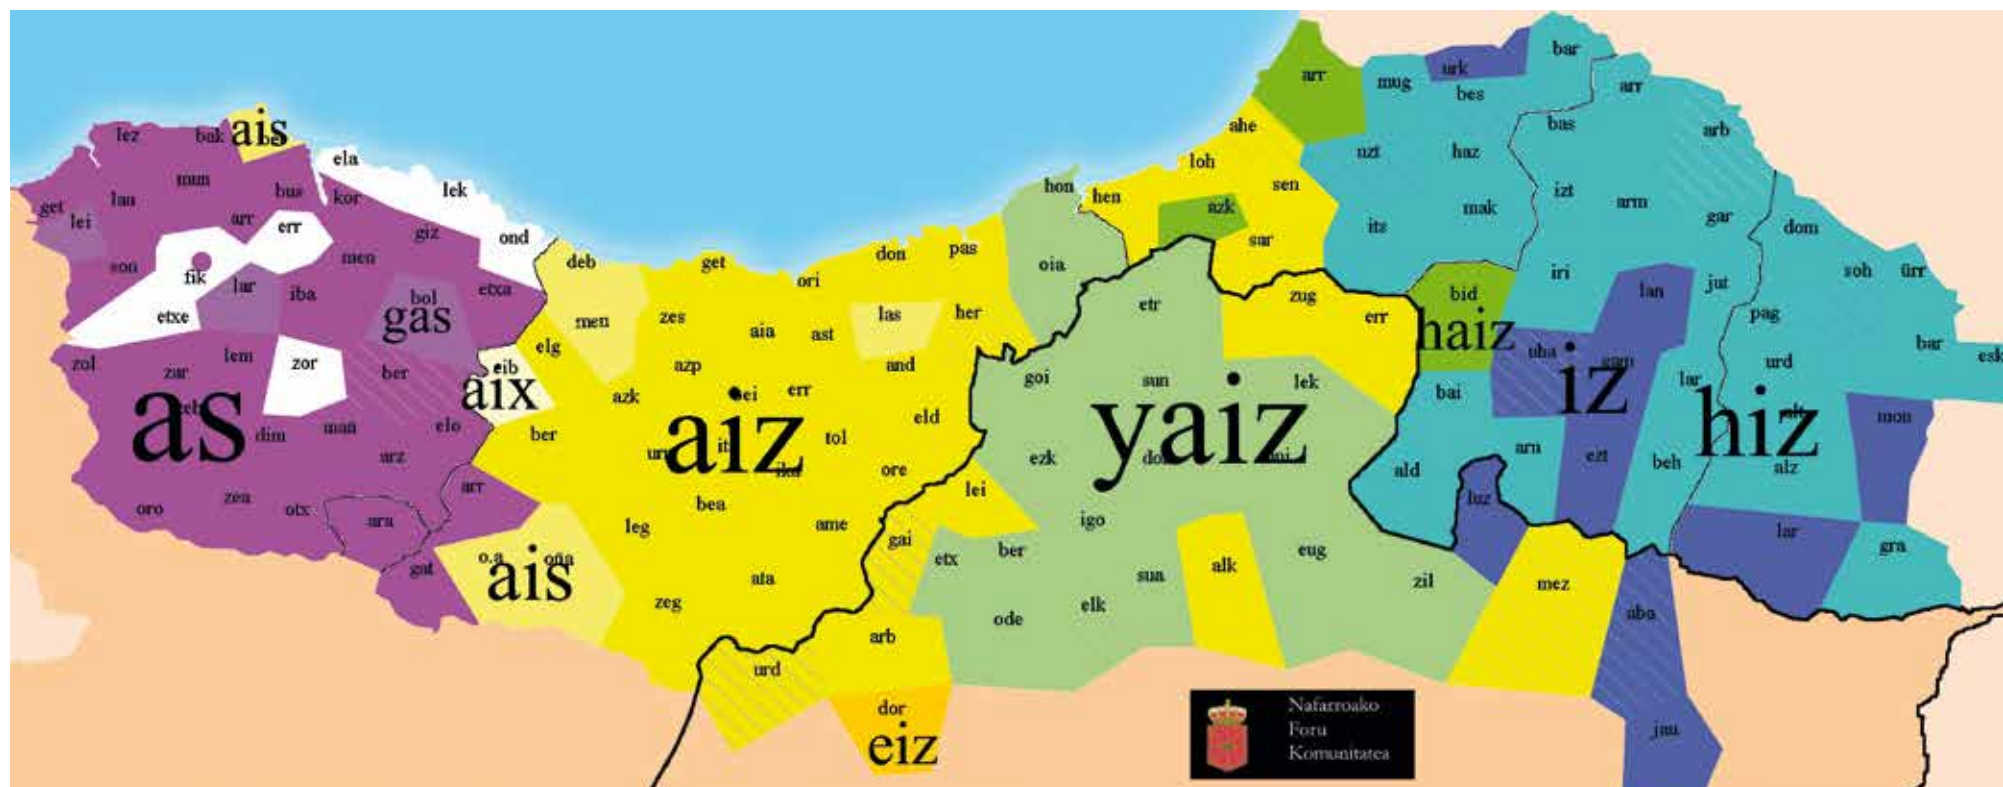 bar
arr
urk
mug
arr
bes
ahe
bas
arb
lez
bak
ais
nzt
haz
ela
loh
mun
lek
hon
hen
sen
izt
get
lan
bus
kor
azk
mak
arm
gar
lei
arr
err
giz
ond
sar
its
dom
son
fik
men
deb
get
ori
don
pas
oia
iri
soh
ürr
lar
iba
bol
etxa
etr
zug
bid
lan
jut
etxe
gas
men
zes
aia
ast
las
her
err
haiz
pag
zol
zar
lem
zor
ber
eib
elg
azp
and
goi
sun
lek
uha
iz
urd
bar
esk
as
aix
azk
err
bai
lar
hiz
mon
dim
mañ
elo
ber
aiz
tol
eld
yaiz
arn
urz
ore
ezk
ald
ezt
beh
alz
oro
zea
otx
ara
arr
leg
bea
ame
lei
igo
luz
gat
o.a
oña
ais
ata
gai
etx
ber
sua
alk
eug
zil
mez
lar
gra
zeg
arb
ode
elk
aba
urd
dor
eiz
jau
Nafarroako
Foru
Komunitatea